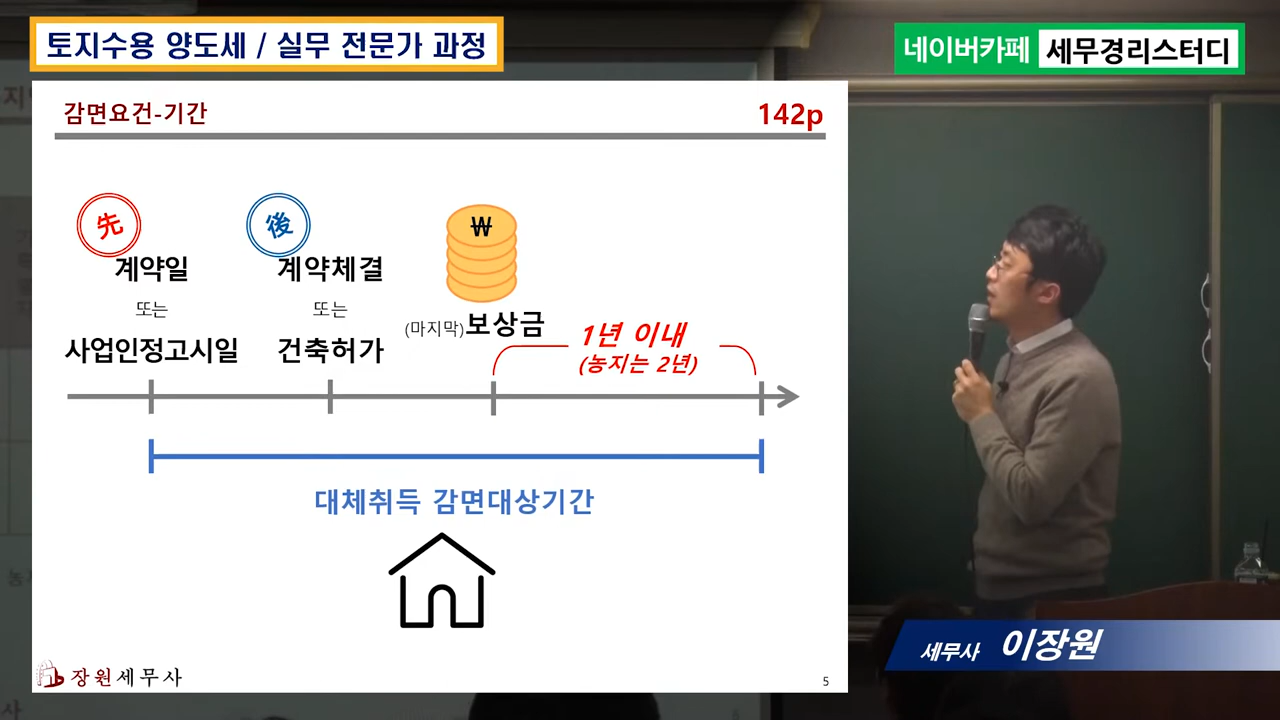 토지수용 양도세 / 실무 전문가 과정
네이버카페 세무경리스터디
감면요건-기간
142p
先
後
계약일
또는
사업인정고시일
계약체결
또는
건축허가
₩
(마지막)보상금
1년 이내
(농지는 2년)
대체취득 감면대상기간
장원세무사
5
세무사 이장원